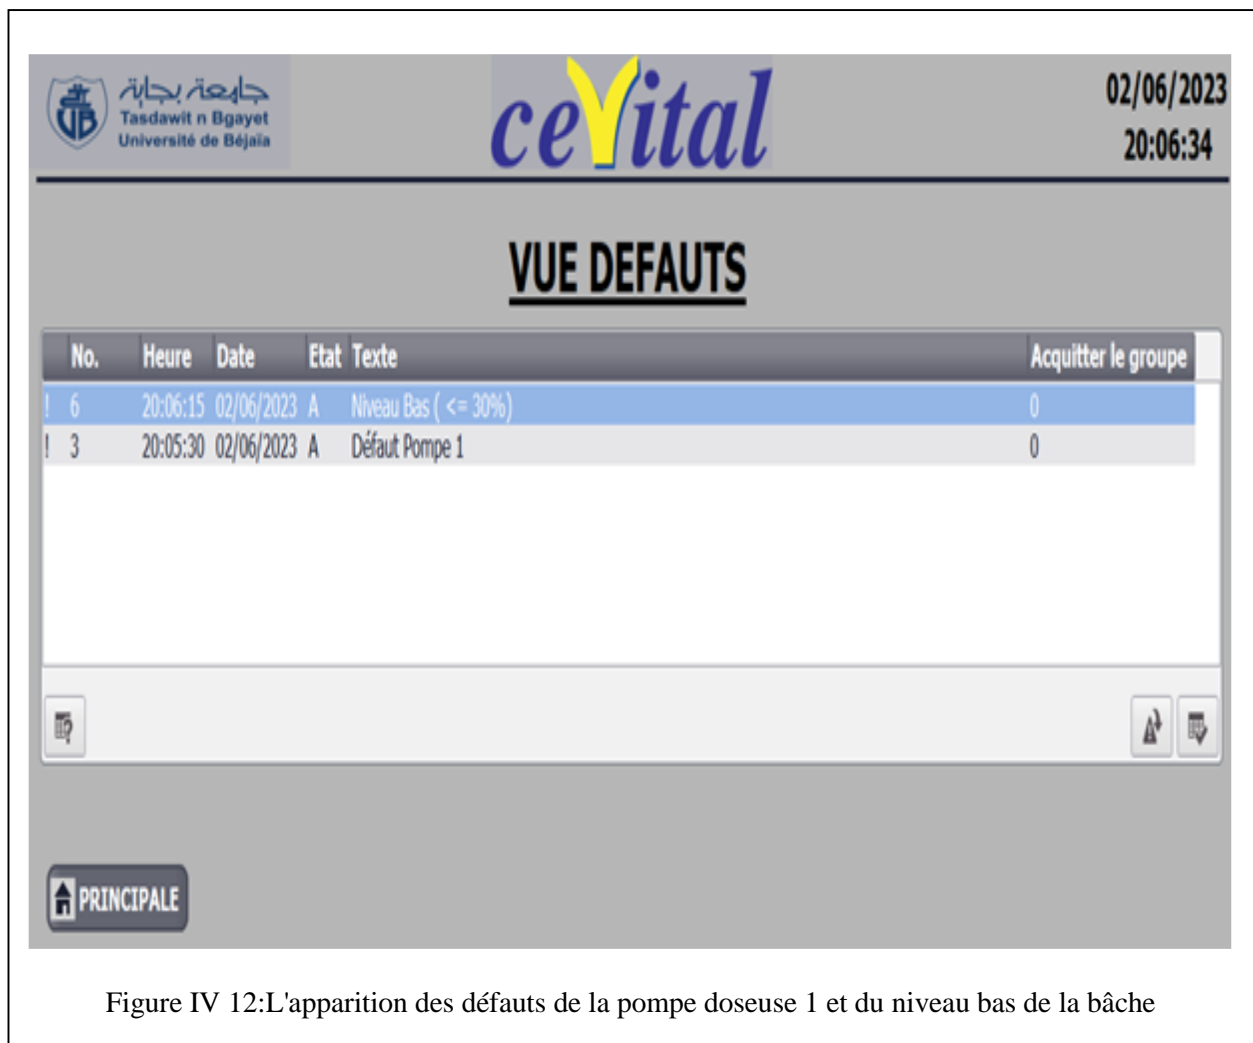 جامعة بجاية
Tasdawit n Bgayet
Université de Béjaïa
ceVital
02/06/2023
20:06:34
VUE DEFAUTS
No. Heure Date Etat Texte Acquitter le groupe
! 6 20:06:15 02/06/2023 A Niveau Bas ( <= 30%) 0
! 3 20:05:30 02/06/2023 A Défaut Pompe 1 0
PRINCIPALE
Figure IV 12:L'apparition des défauts de la pompe doseuse 1 et du niveau bas de la bâche